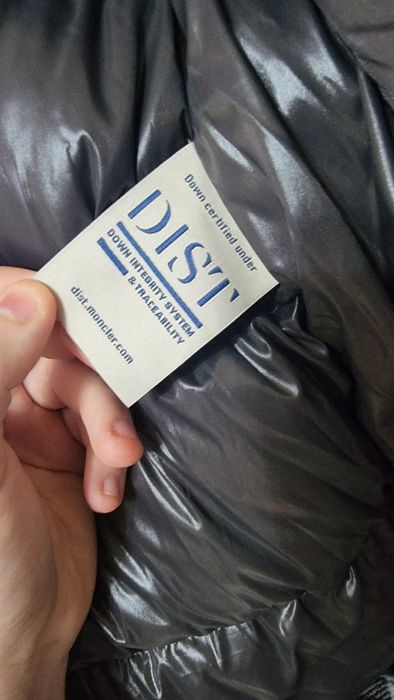 Down certified under
DIST
DOWN INTEGRITY SYSTEM
& TRACEABILITY
dist.moncler.com